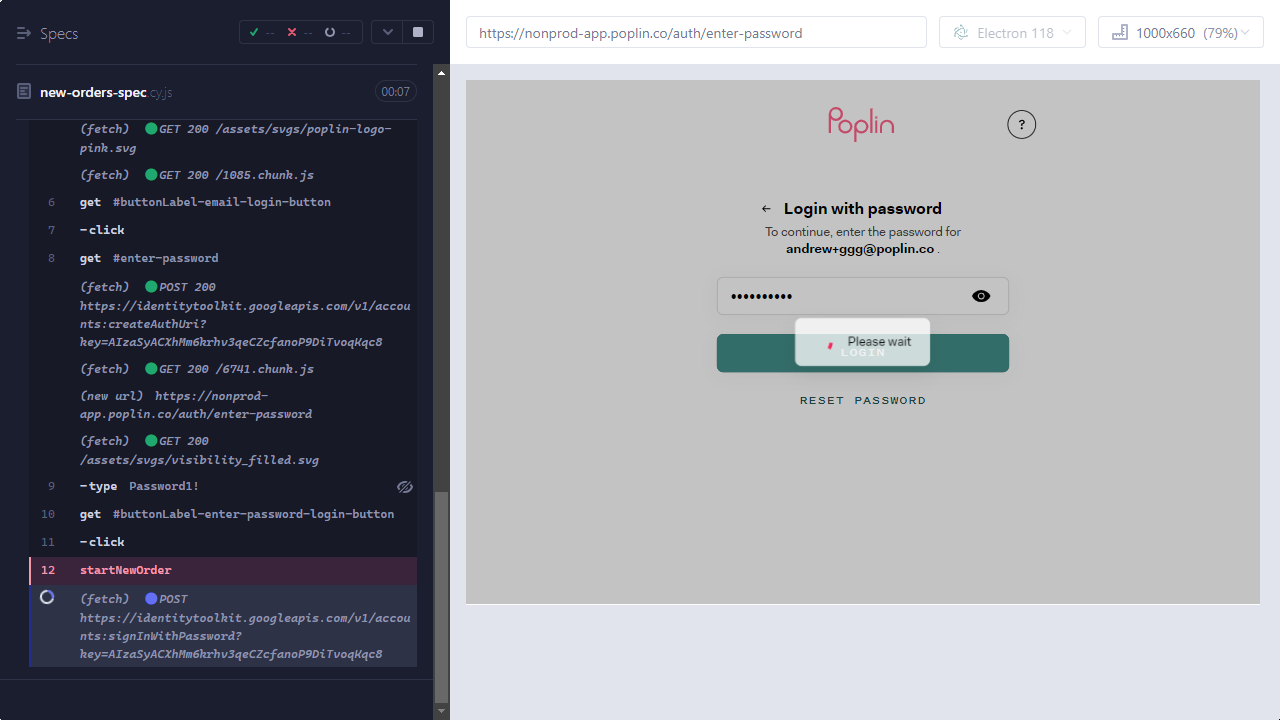 Specs
-- -- --
new-orders-spec.cy.js 00:07
(fetch) GET 200 /assets/svgs/poplin-logo-
pink.svg
(fetch) GET 200 /1085.chunk.js
6 get #buttonLabel-email-login-button
7 -click
8 get #enter-password
(fetch) POST 200
https://identitytoolkit.googleapis.com/v1/accou
nts:createAuthUri?
key=AIzaSyACXhMm6krhv3qeCZcfanoP9DiTvoqKqc8
(fetch) GET 200 /6741.chunk.js
(new url) https://nonprod-
app.poplin.co/auth/enter-password
(fetch) GET 200
/assets/svgs/visibility_filled.svg
9 -type Password1!
10 get #buttonLabel-enter-password-login-button
11 -click
12 startNewOrder
(fetch) POST
https://identitytoolkit.googleapis.com/v1/accou
nts:signInWithPassword?
key=AIzaSyACXhMm6krhv3qeCZcfanoP9DiTvoqKqc8
https://nonprod-app.poplin.co/auth/enter-password
Electron 118
1000x660 (79%)
Poplin
?
← Login with password
To continue, enter the password for
andrew+ggg@poplin.co .
••••••••••
Please wait
LOGIN
RESET PASSWORD